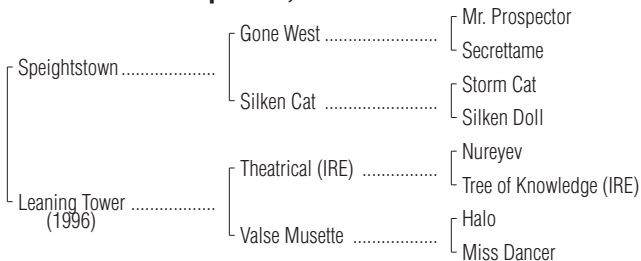 Gone West
Mr. Prospector
Secrettame
Speightstown
Silken Cat
Storm Cat
Silken Doll
Theatrical (IRE)
Nureyev
Tree of Knowledge (IRE)
Leaning Tower
(1996)
Valse Musette
Halo
Miss Dancer